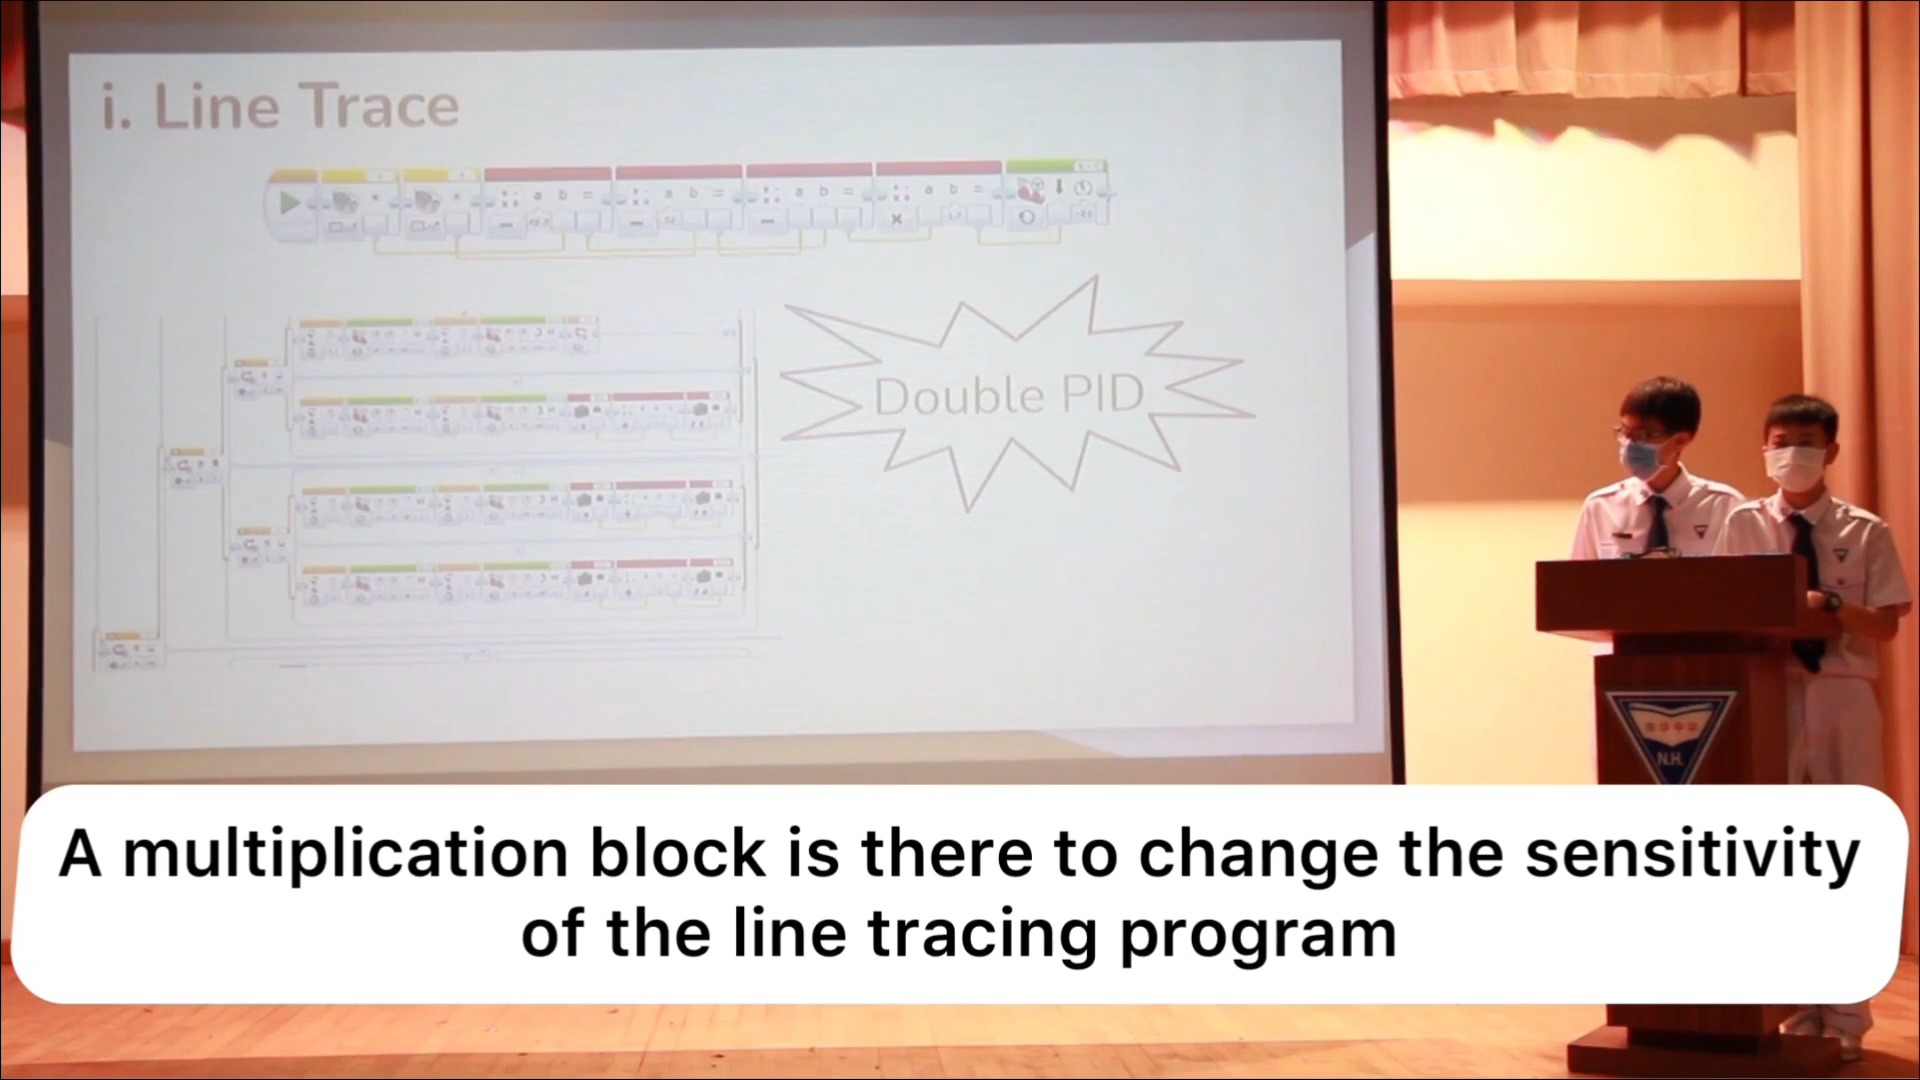 i. Line Trace
a b =
a b =
a b =
a b =
Double PID
N.H.
A multiplication block is there to change the sensitivity
of the line tracing program